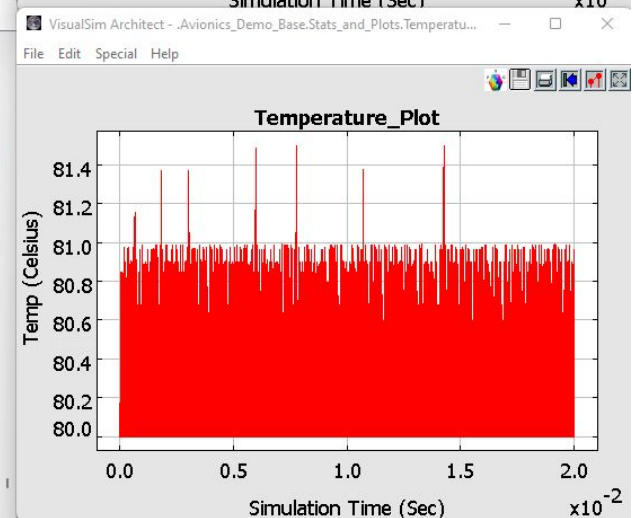 Simulation Time (Sec)
x10
VisualSim Architect - .Avionics_Demo_Base.Stats_and_Plots.Temperatu...
File Edit Special Help
Temperature_Plot
Temp (Celsius)
81.4
81.2
81.0
80.8
80.6
80.4
80.2
80.0
0.0 0.5 1.0 1.5 2.0
Simulation Time (Sec)
x10-2